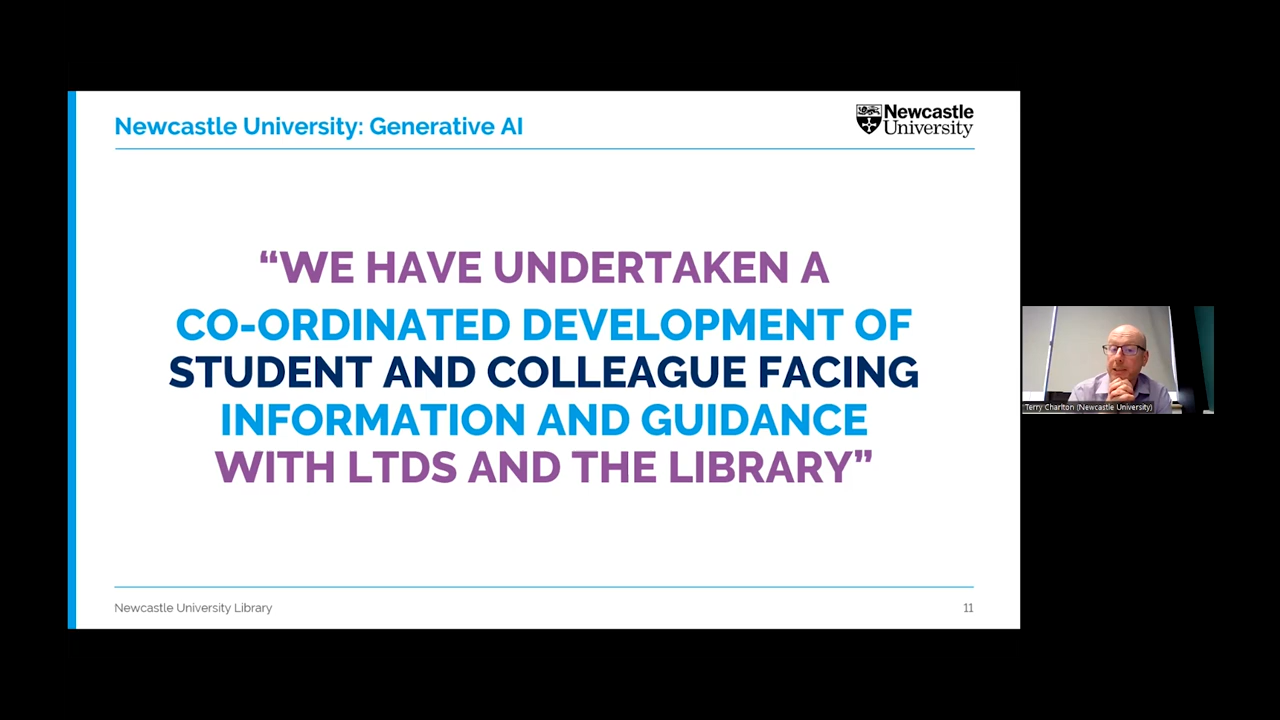 Newcastle University: Generative AI
Newcastle
University
“WE HAVE UNDERTAKEN A
CO-ORDINATED DEVELOPMENT OF
STUDENT AND COLLEAGUE FACING
INFORMATION AND GUIDANCE
WITH LTDS AND THE LIBRARY”
Terry Charlton (Newcastle University)
Newcastle University Library
11